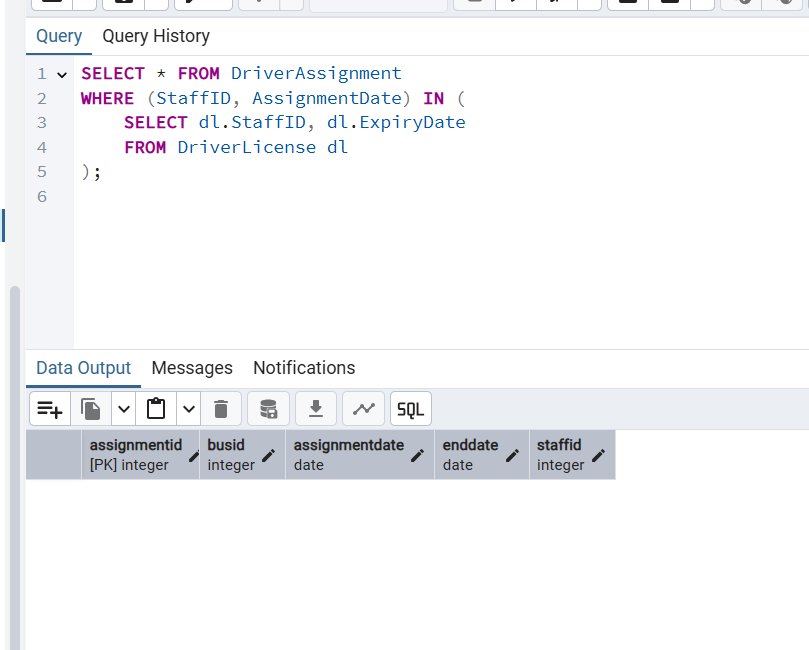 Query Query History
1 SELECT * FROM DriverAssignment
2 WHERE (StaffID, AssignmentDate) IN (
3 SELECT dl.StaffID, dl.ExpiryDate
4 FROM DriverLicense dl
5 );
6
Data Output Messages Notifications
SQL
assignmentid busid assignmentdate enddate staffid
[PK] integer integer date date integer